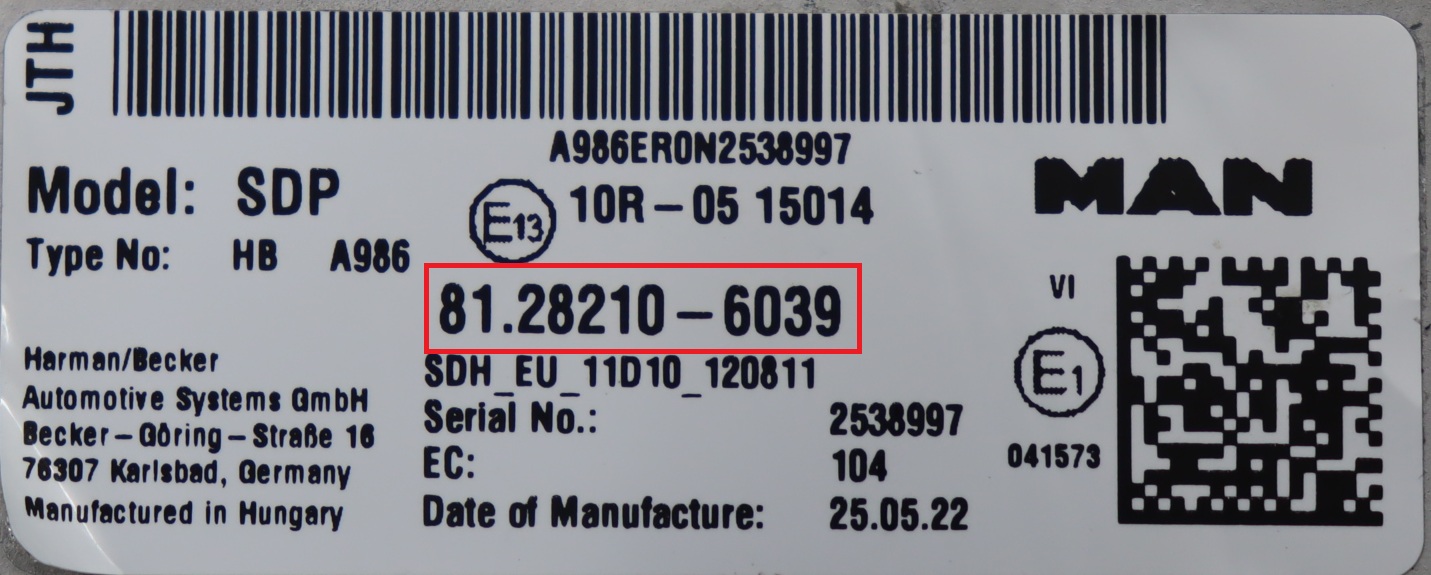 JTH
A986ER0N2538997
Model: SDP
E13 10R-05 15014
MAN
Type No: HB A986
81.28210-6039
VI
SDH_EU_11D10_120811
E1
Harman/Becker
Automotive Systems GmbH
Becker-Göring-Straße 16
76307 Karlsbad, Germany
Manufactured in Hungary
Serial No.: 2538997
EC: 104
041573
Date of Manufacture: 25.05.22